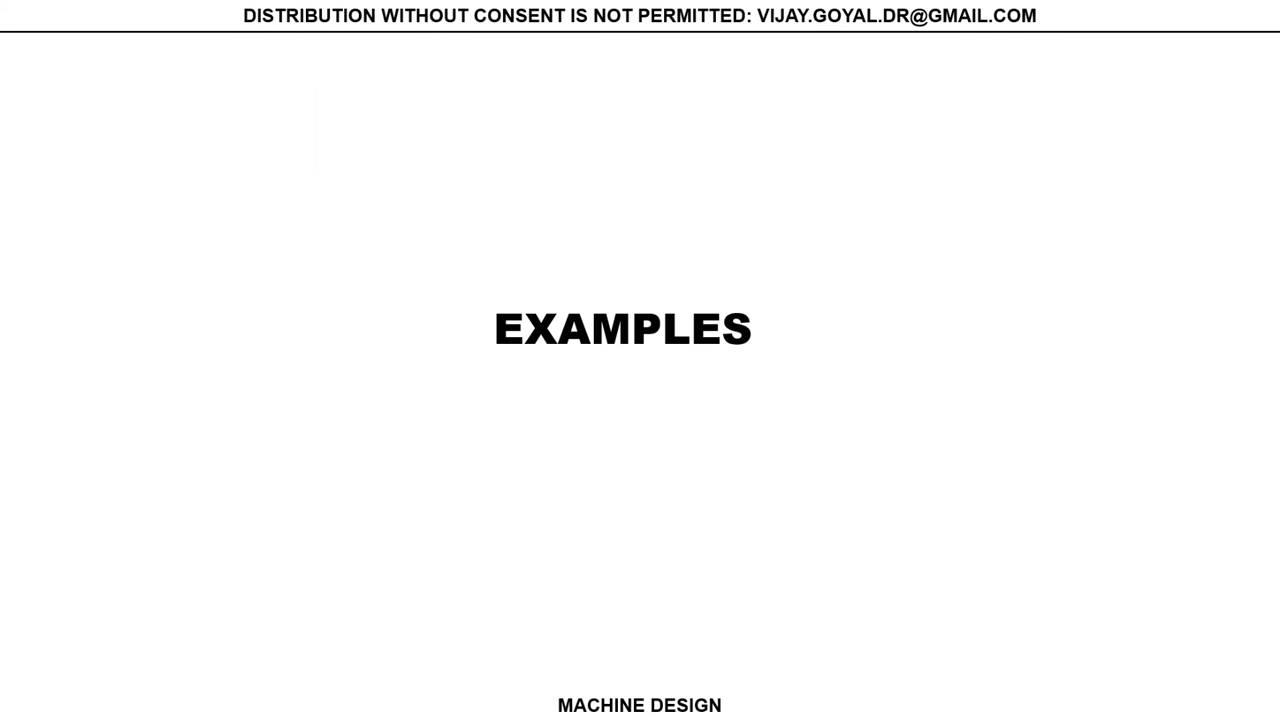 DISTRIBUTION WITHOUT CONSENT IS NOT PERMITTED: VIJAY.GOYAL.DR@GMAIL.COM
EXAMPLES
MACHINE DESIGN